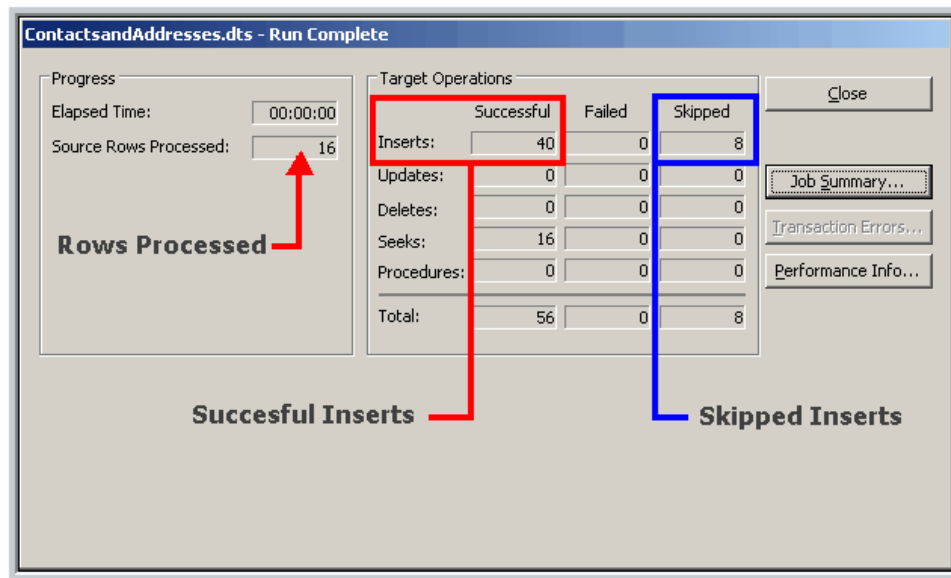 ContactsandAddresses.dts - Run Complete
Progress
Elapsed Time: 00:00:00
Source Rows Processed: 16
Rows Processed
Target Operations
Successful Failed Skipped
Inserts: 40 0 8
Updates: 0 0 0
Deletes: 0 0 0
Seeks: 16 0 0
Procedures: 0 0 0
Total: 56 0 8
Close
Job Summary...
Transaction Errors...
Performance Info...
Succesful Inserts
Skipped Inserts